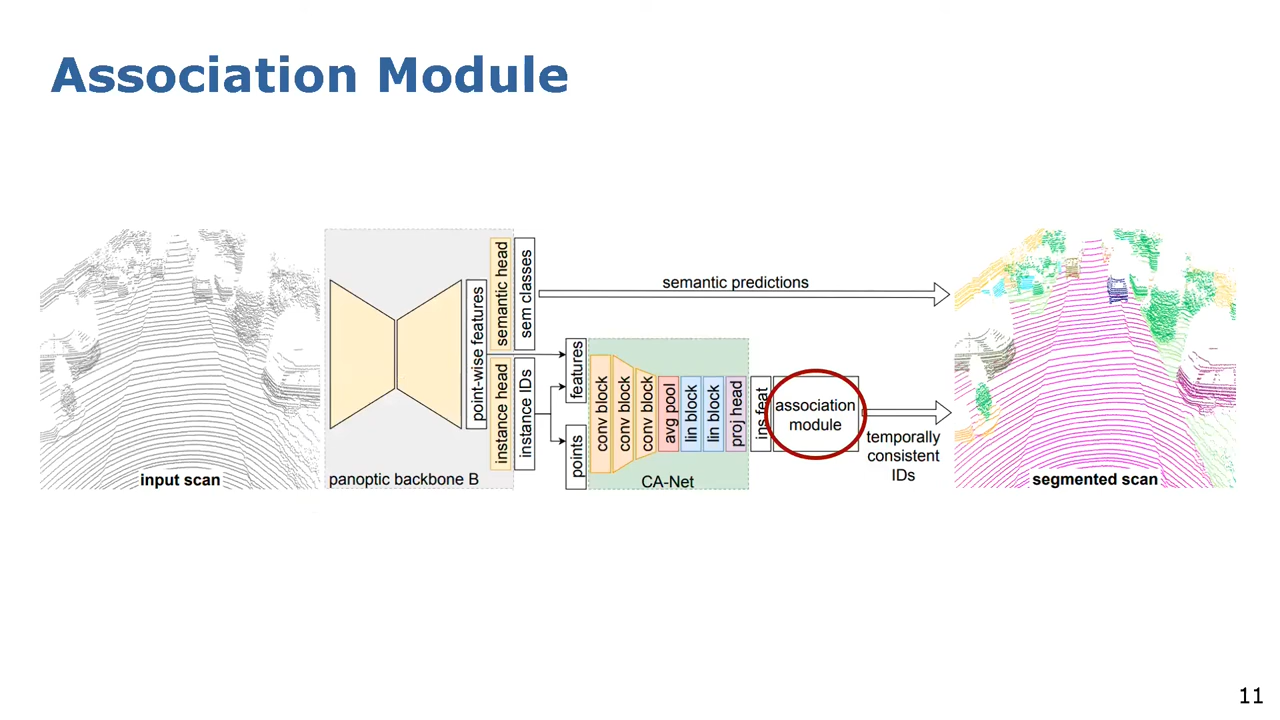 Association Module
input scan
panoptic backbone B
point-wise features
semantic head
sem classes
instance head
instance IDs
semantic predictions
features
points
conv block
conv block
conv block
avg pool
lin block
lin block
proj head
CA-Net
ins feat
association
module
temporally
consistent
IDs
segmented scan
11